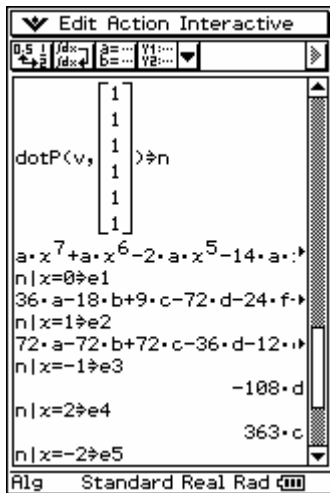 Edit Action Interactive
dotP(v,[1
1
1
1
1
1])⇒n
a·x^7+a·x^6-2·a·x^5-14·a·
n|x=0⇒e1
36·a-18·b+9·c-72·d-24·f-
n|x=1⇒e2
72·a-72·b+72·c-36·d-12·
n|x=-1⇒e3
-108·d
n|x=2⇒e4
363·c
n|x=-2⇒e5
Alg Standard Real Rad